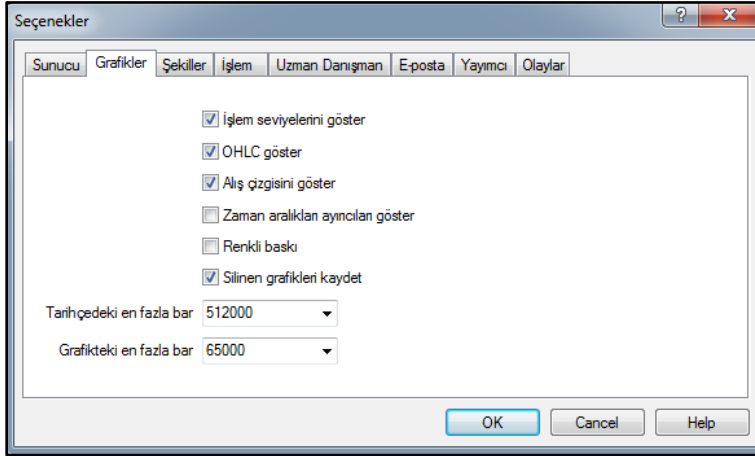 Seçenekler
Sunucu Grafikler Şekiller İşlem Uzman Danışman E-posta Yayımcı Olaylar
İşlem seviyelerini göster
OHLC göster
Alış çizgisini göster
Zaman aralıkları ayırıcıları göster
Renkli baskı
Silinen grafikleri kaydet
Tarihçedeki en fazla bar 512000
Grafikteki en fazla bar 65000
OK Cancel Help